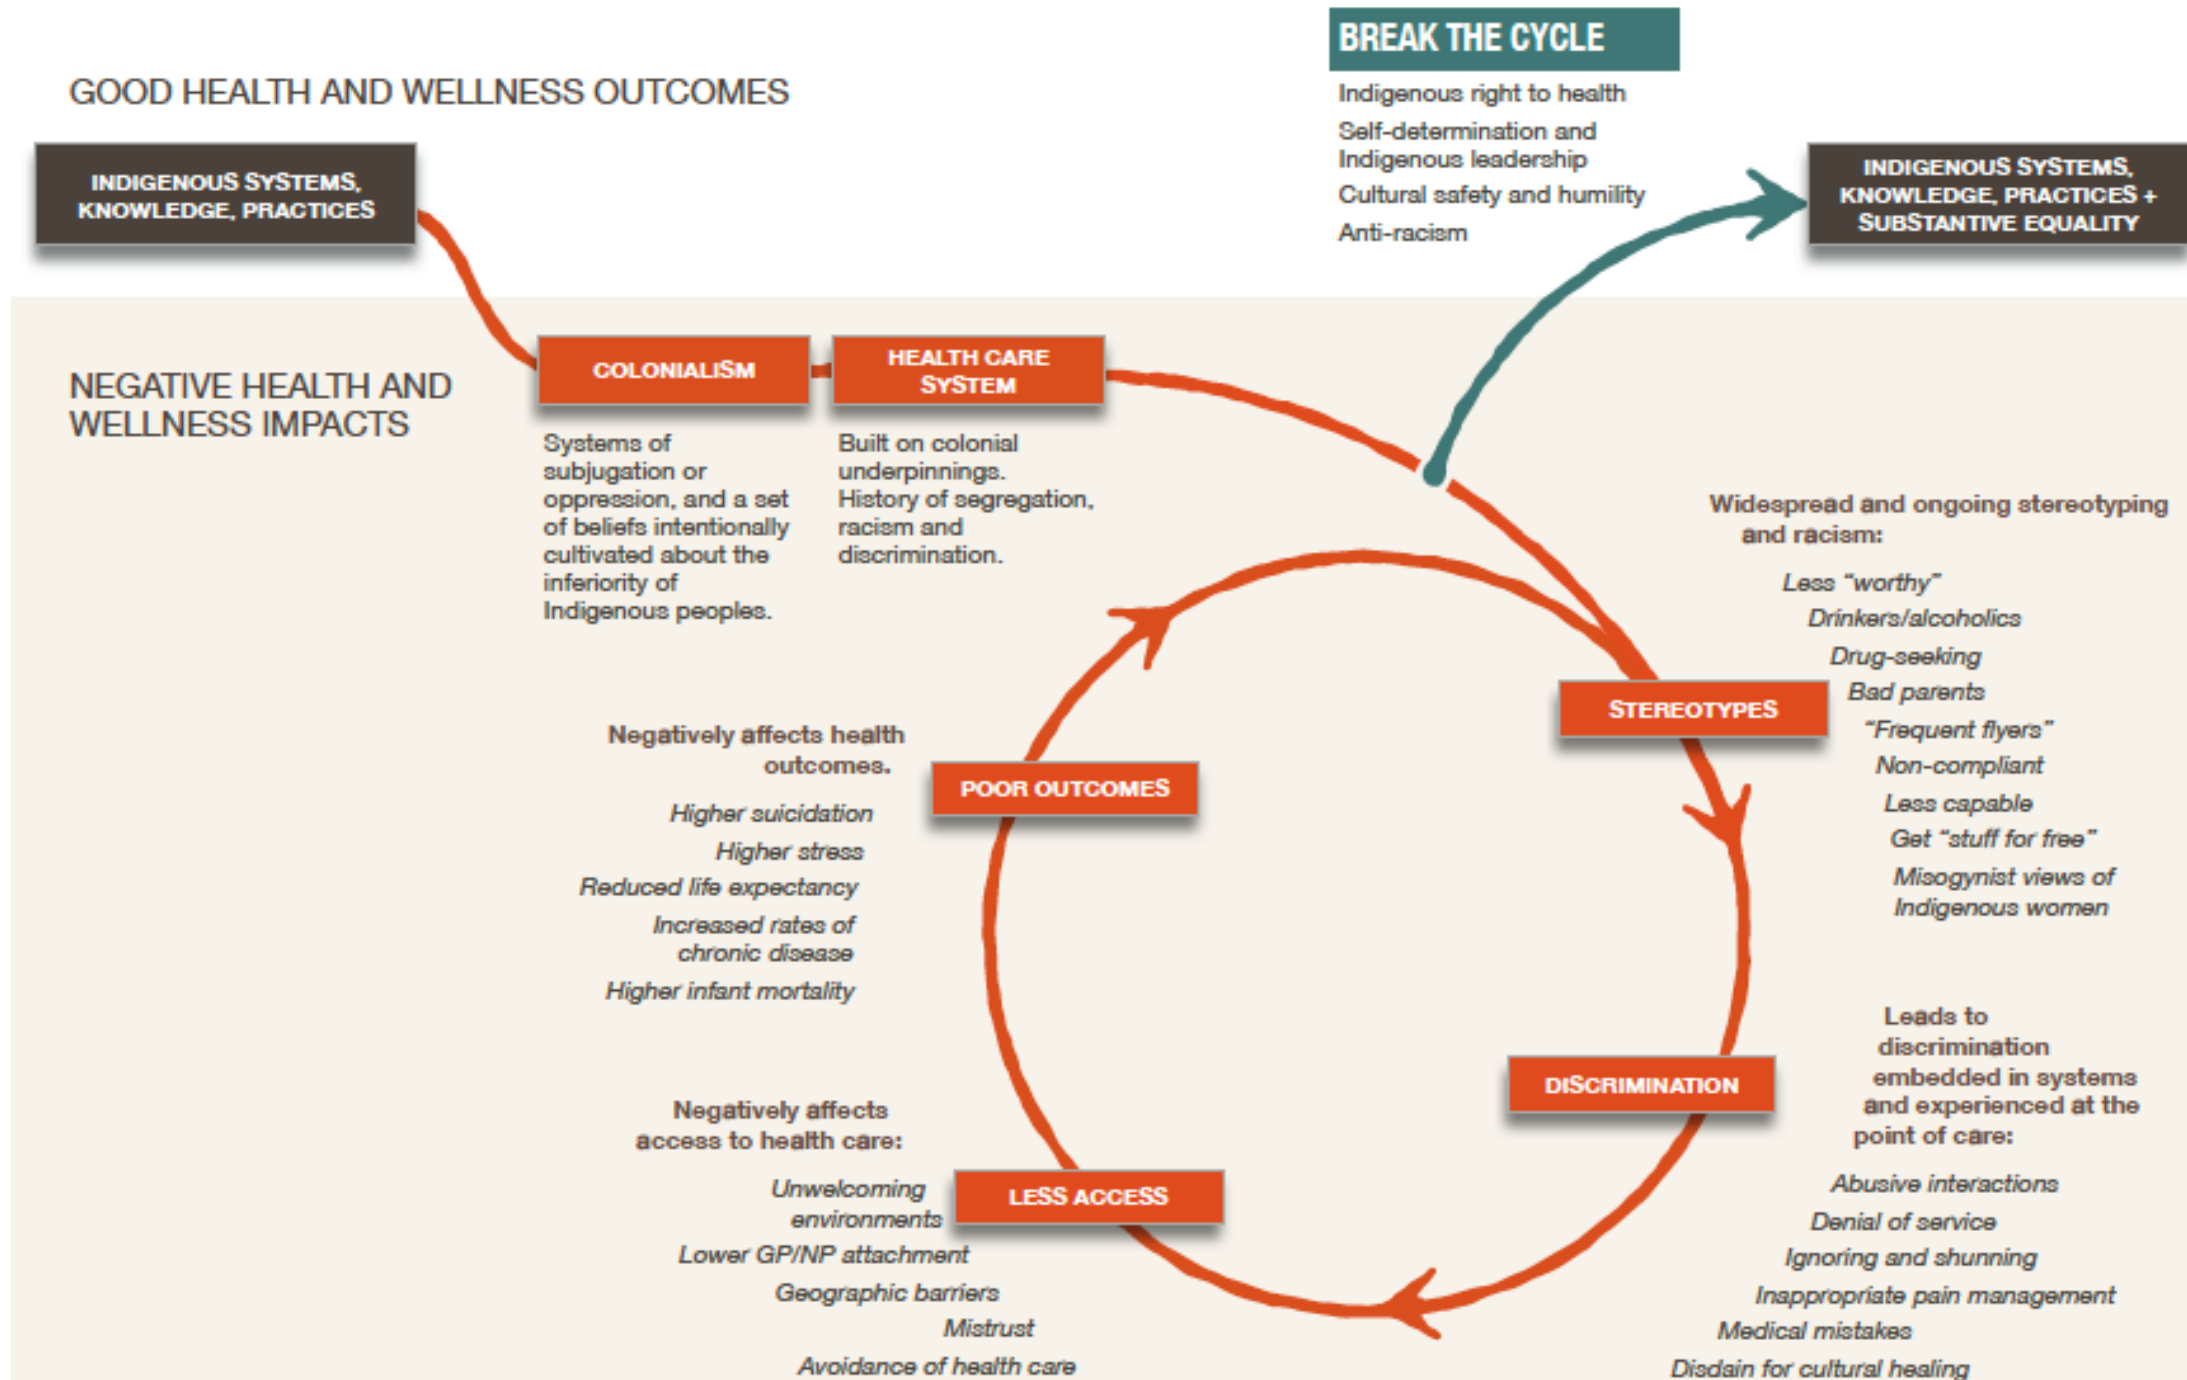 GOOD HEALTH AND WELLNESS OUTCOMES
INDIGENOUS SYSTEMS,
KNOWLEDGE, PRACTICES
BREAK THE CYCLE
Indigenous right to health
Self-determination and
Indigenous leadership
Cultural safety and humility
Anti-racism
INDIGENOUS SYSTEMS,
KNOWLEDGE, PRACTICES +
SUBSTANTIVE EQUALITY
NEGATIVE HEALTH AND
WELLNESS IMPACTS
COLONIALISM
Systems of
subjugation or
oppression, and a set
of beliefs intentionally
cultivated about the
inferiority of
Indigenous peoples.
HEALTH CARE
SYSTEM
Built on colonial
underpinnings.
History of segregation,
racism and
discrimination.
STEREOTYPES
Widespread and ongoing stereotyping
and racism:
Less “worthy”
Drinkers/alcoholics
Drug-seeking
Bad parents
“Frequent flyers”
Non-compliant
Less capable
Get “stuff for free”
Misogynist views of
Indigenous women
DISCRIMINATION
Leads to
discrimination
embedded in systems
and experienced at the
point of care:
Abusive interactions
Denial of service
Ignoring and shunning
Inappropriate pain management
Medical mistakes
Disdain for cultural healing
LESS ACCESS
Negatively affects
access to health care:
Unwelcoming
environments
Lower GP/NP attachment
Geographic barriers
Mistrust
Avoidance of health care
POOR OUTCOMES
Negatively affects health
outcomes.
Higher suicidation
Higher stress
Reduced life expectancy
Increased rates of
chronic disease
Higher infant mortality